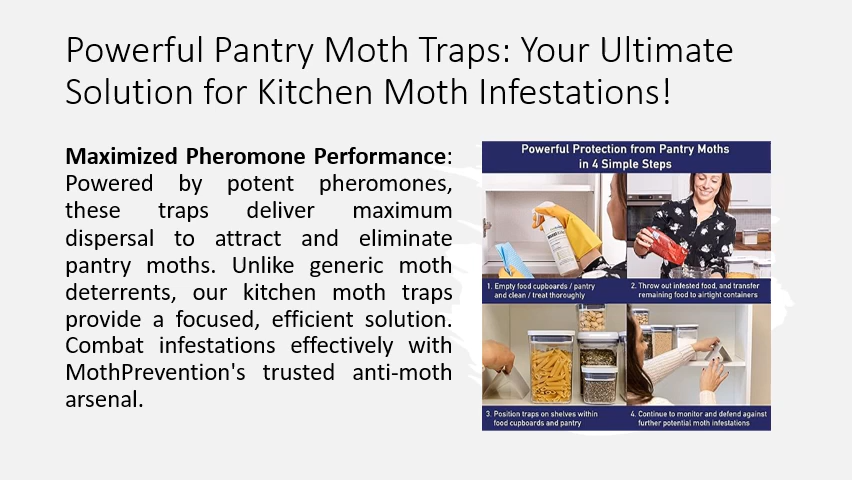 Powerful Pantry Moth Traps: Your Ultimate
Solution for Kitchen Moth Infestations!
Maximized Pheromone Performance:
Powered by potent pheromones,
these traps deliver maximum
dispersal to attract and eliminate
pantry moths. Unlike generic moth
deterrents, our kitchen moth traps
provide a focused, efficient solution.
Combat infestations effectively with
MothPrevention's trusted anti-moth
arsenal.
Powerful Protection from Pantry Moths
in 4 Simple Steps
1. Empty food cupboards / pantry
and clean / treat thoroughly
2. Throw out infested food, and transfer
remaining food to airtight containers
3. Position traps on shelves within
food cupboards and pantry
4. Continue to monitor and defend against
further potential moth infestations